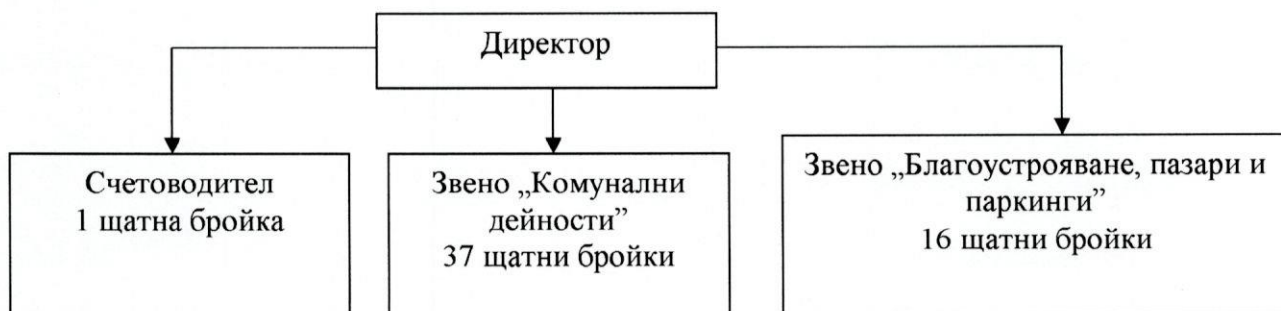 Директор
Счетоводител
1 щатна бройка
Звено „Комунални
дейности”
37 щатни бройки
Звено „Благоустрояване, пазари и
паркинги”
16 щатни бройки